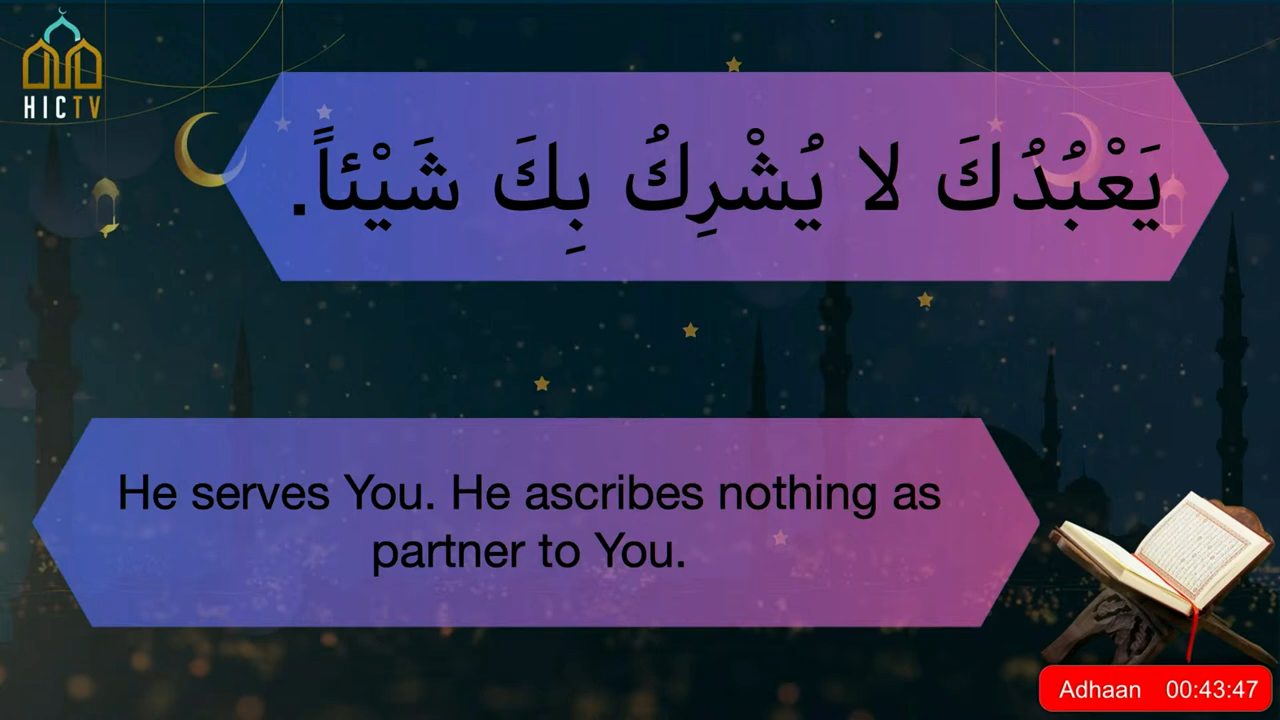 HICTV
يَعْبُدُكَ لا يُشْرِكُ بِكَ شَيْئاً.
He serves You. He ascribes nothing as
partner to You.
Adhaan 00:43:47